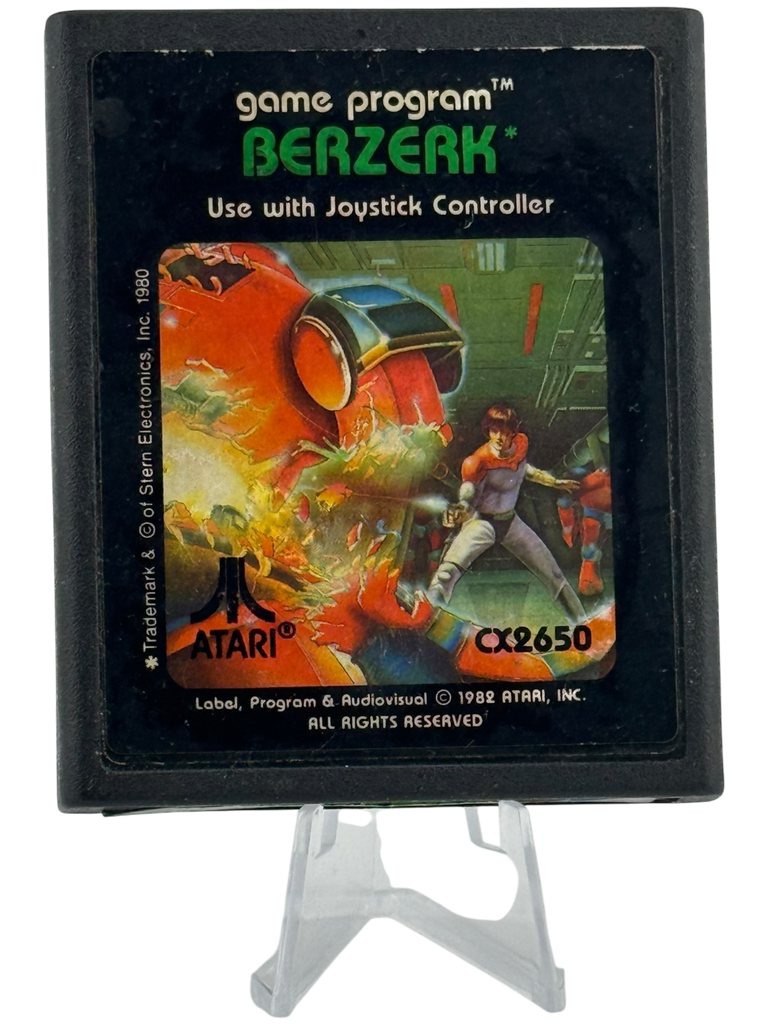 game program™
BERZERK*
Use with Joystick Controller
*Trademark & © of Stern Electronics, Inc. 1980
ATARI®
CX2650
Label, Program & Audiovisual © 1982 ATARI, INC.
ALL RIGHTS RESERVED